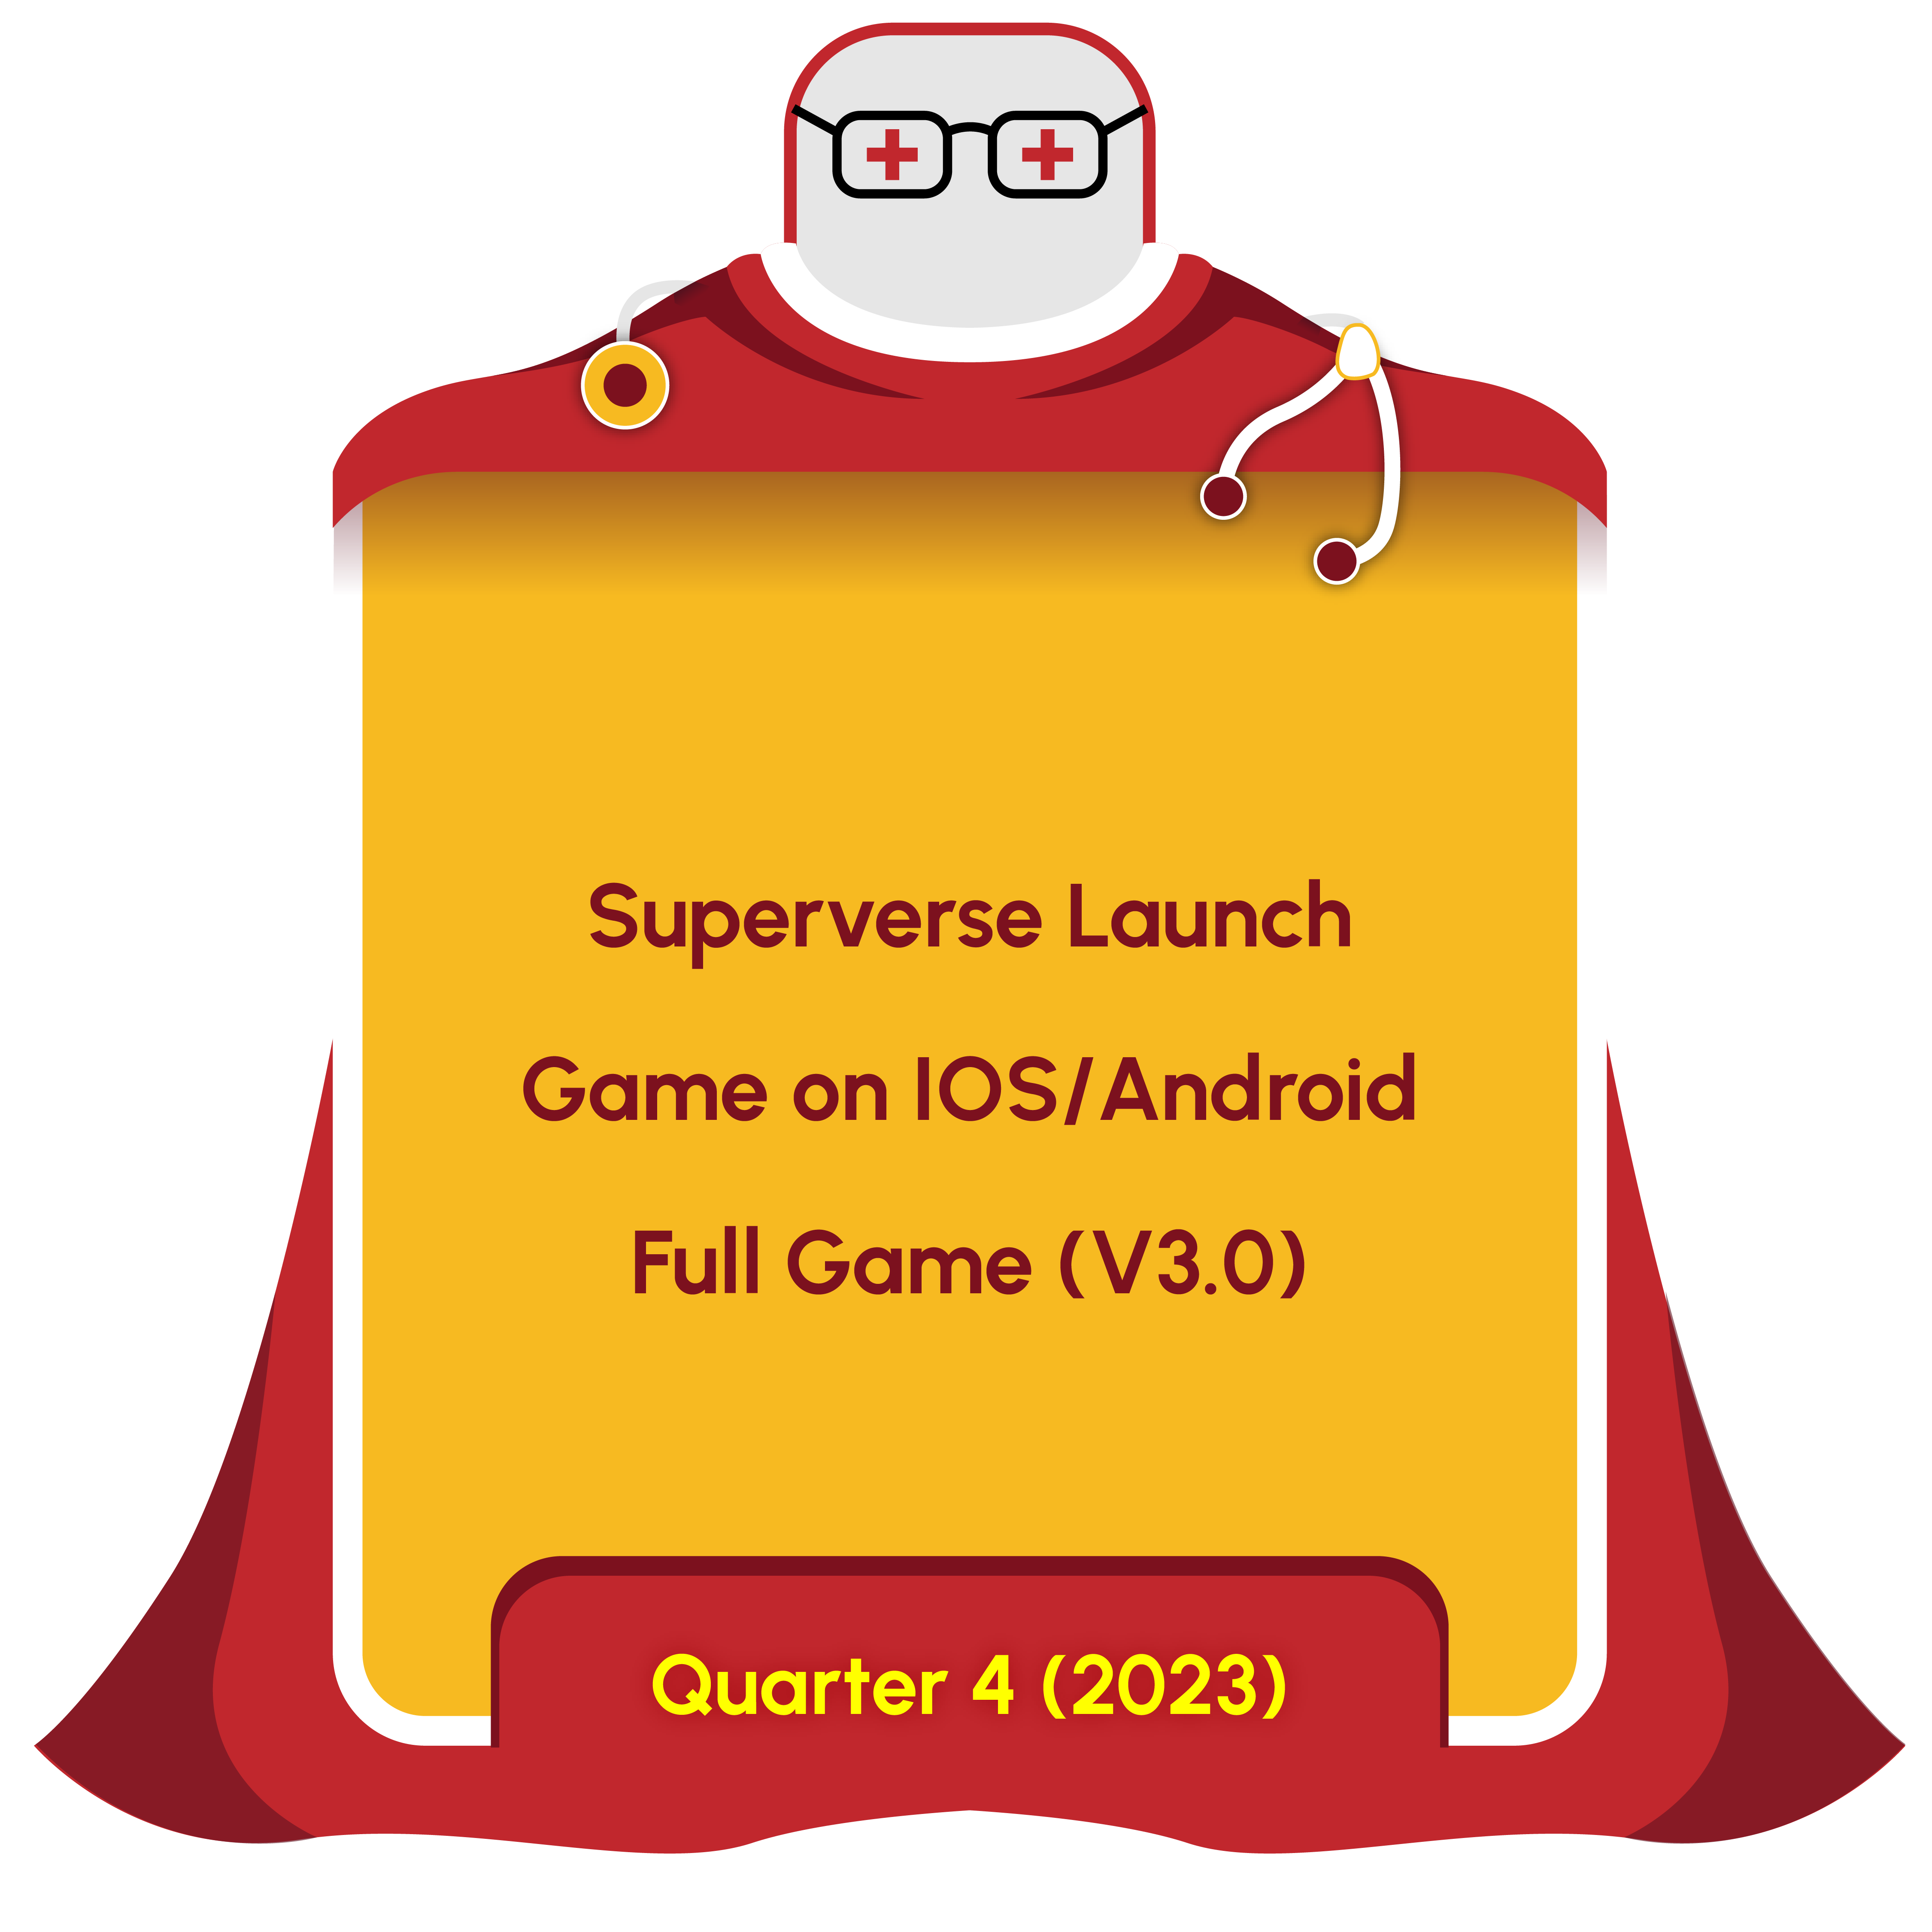 Superverse Launch
Game on IOS/Android
Full Game (V3.0)
Quarter 4 (2023)